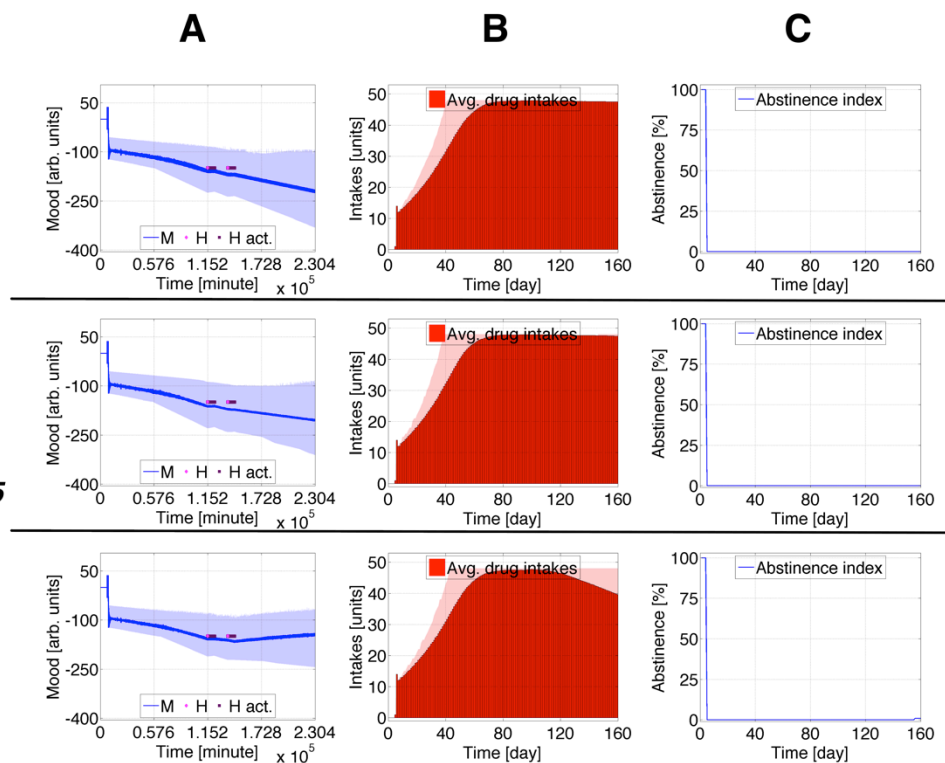 A
B
C
Mood [arb. units]
50
-100
-250
-400
0
0.576
1.152
1.728
2.304
Time [minute]
x 10⁵
M
H
H act.
Intakes [units]
50
40
30
20
10
0
0
40
80
120
160
Time [day]
Avg. drug intakes
Abstinence [%]
100
75
50
25
0
0
40
80
120
160
Time [day]
Abstinence index
Mood [arb. units]
50
-100
-250
-400
0
0.576
1.152
1.728
2.304
Time [minute]
x 10⁵
M
H
H act.
Intakes [units]
50
40
30
20
10
0
0
40
80
120
160
Time [day]
Avg. drug intakes
Abstinence [%]
100
75
50
25
0
0
40
80
120
160
Time [day]
Abstinence index
5
Mood [arb. units]
50
-100
-250
-400
0
0.576
1.152
1.728
2.304
Time [minute]
x 10⁵
M
H
H act.
Intakes [units]
50
40
30
20
10
0
0
40
80
120
160
Time [day]
Avg. drug intakes
Abstinence [%]
100
75
50
25
0
0
40
80
120
160
Time [day]
Abstinence index